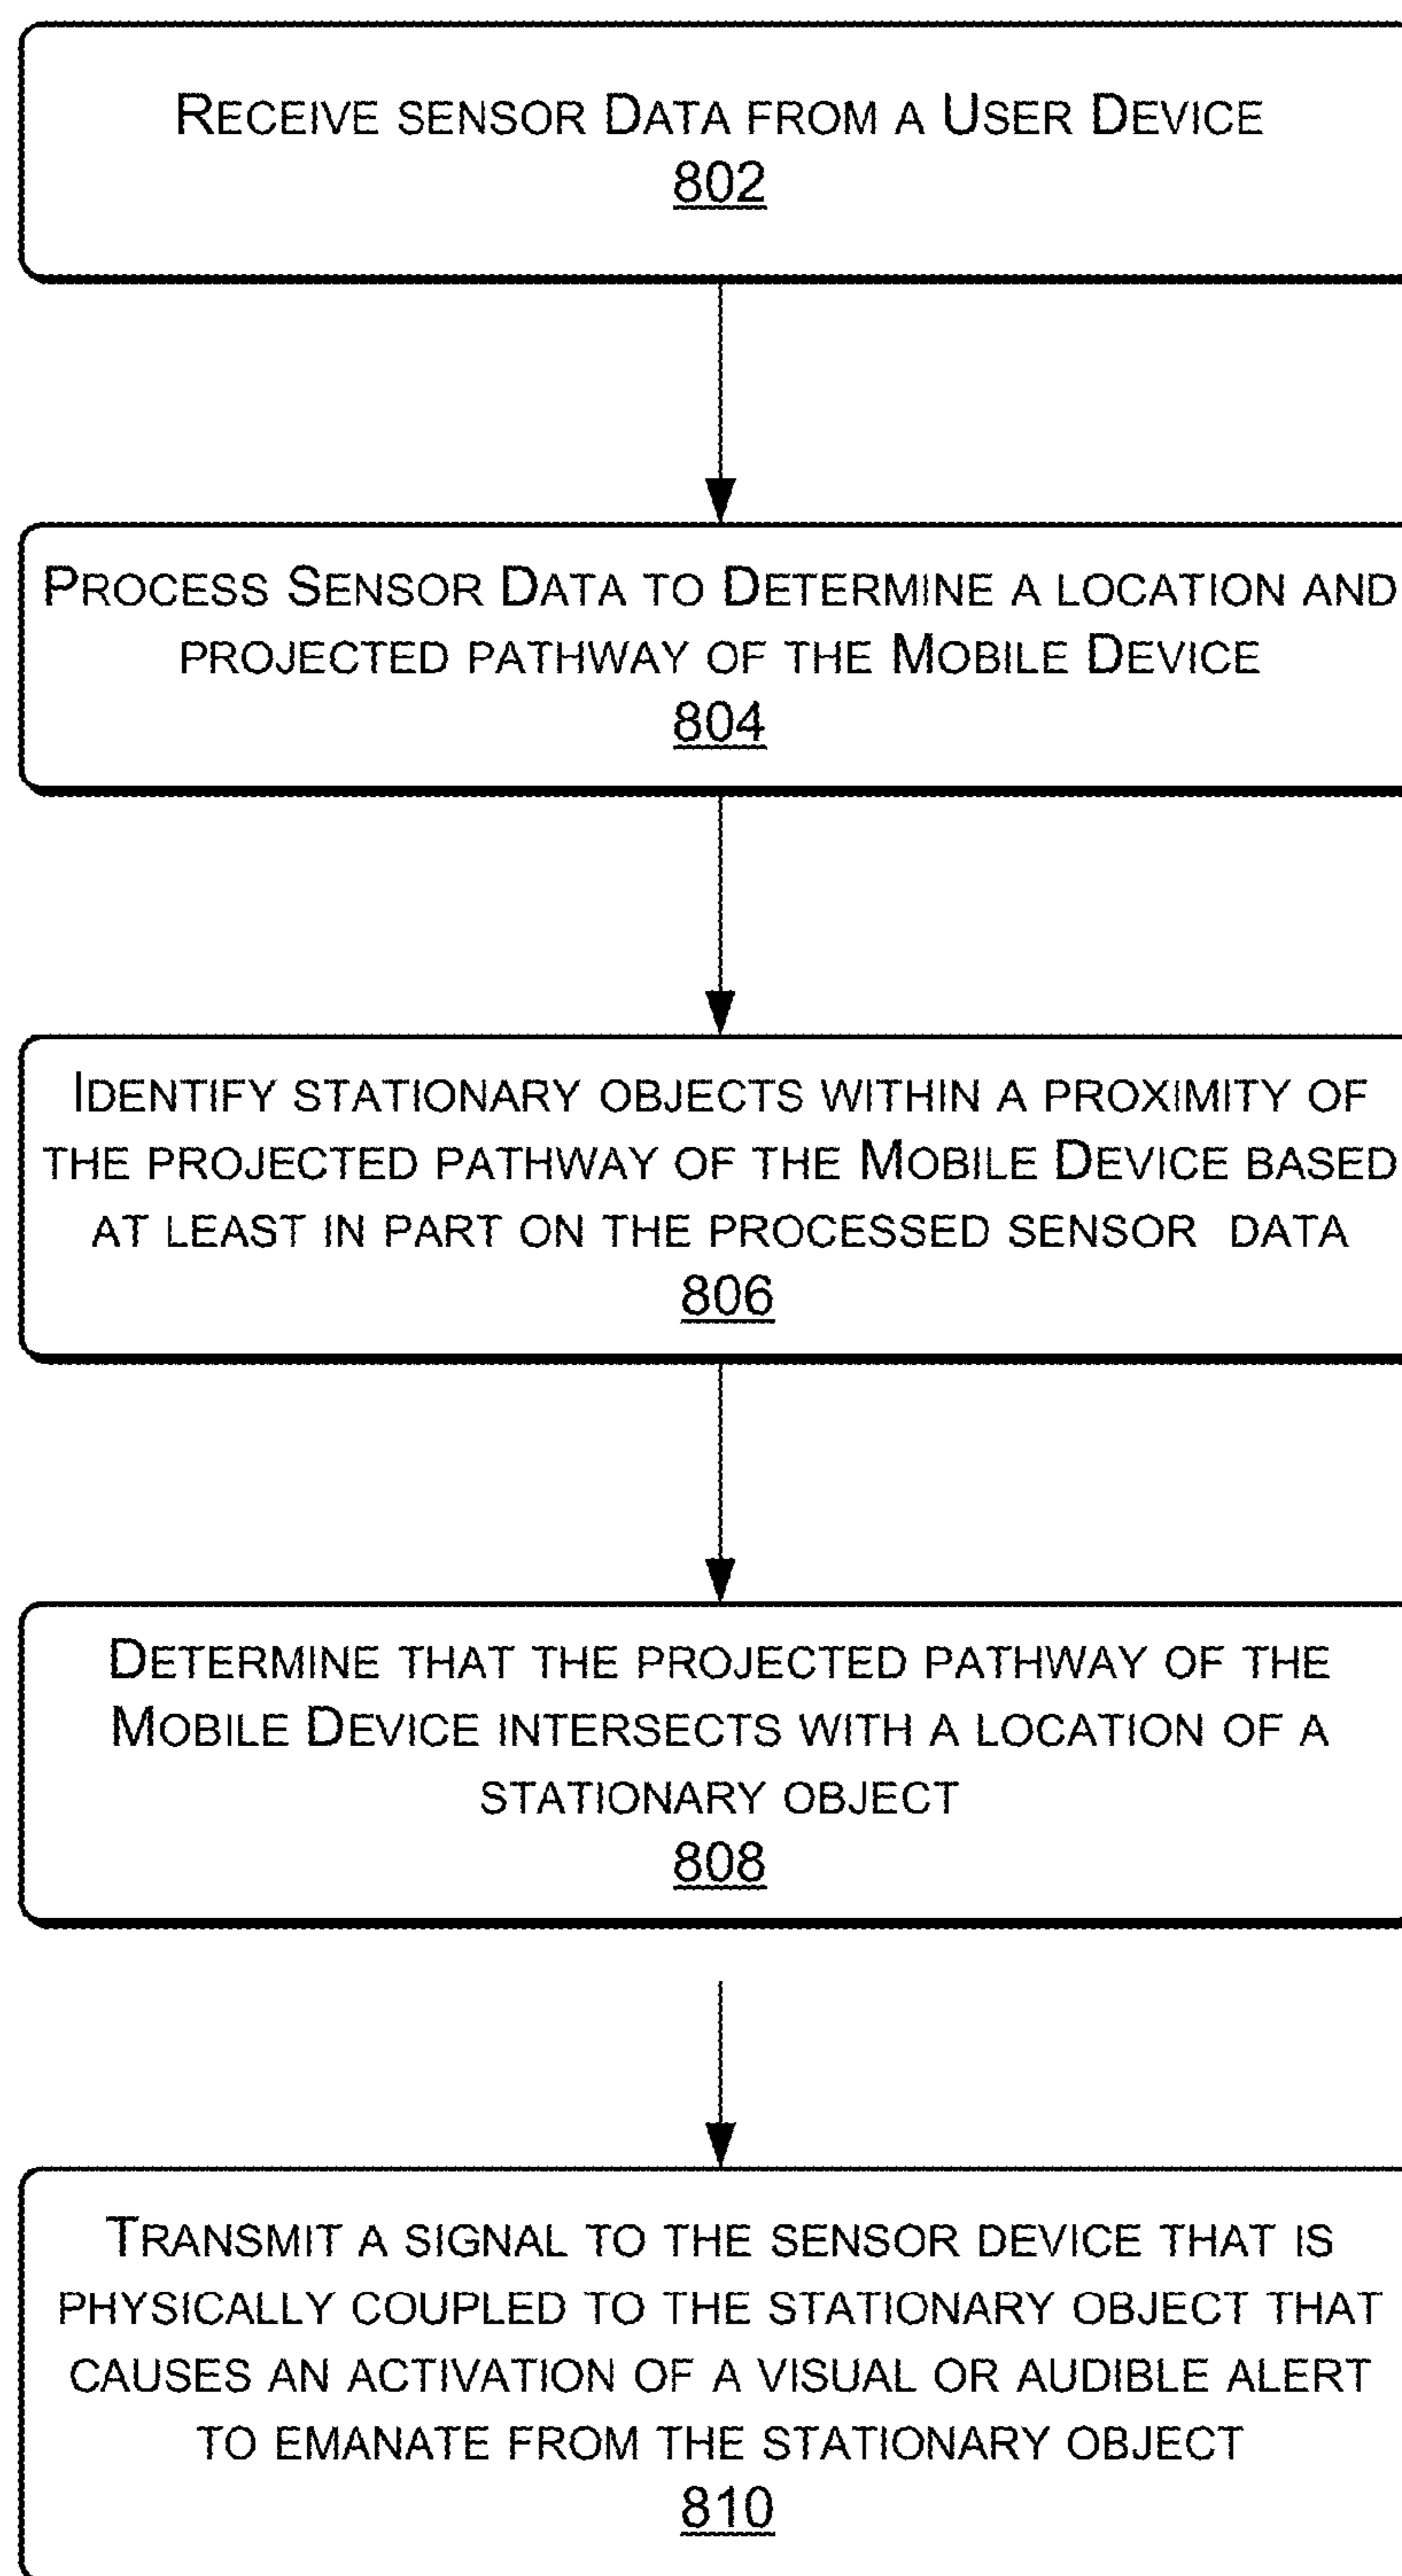 Receive sensor Data from a User Device
802
Process Sensor Data to Determine a location and
projected pathway of the Mobile Device
804
Identify stationary objects within a proximity of
the projected pathway of the Mobile Device based
at least in part on the processed sensor data
806
Determine that the projected pathway of the
Mobile Device intersects with a location of a
stationary object
808
Transmit a signal to the sensor device that is
physically coupled to the stationary object that
causes an activation of a visual or audible alert
to emanate from the stationary object
810